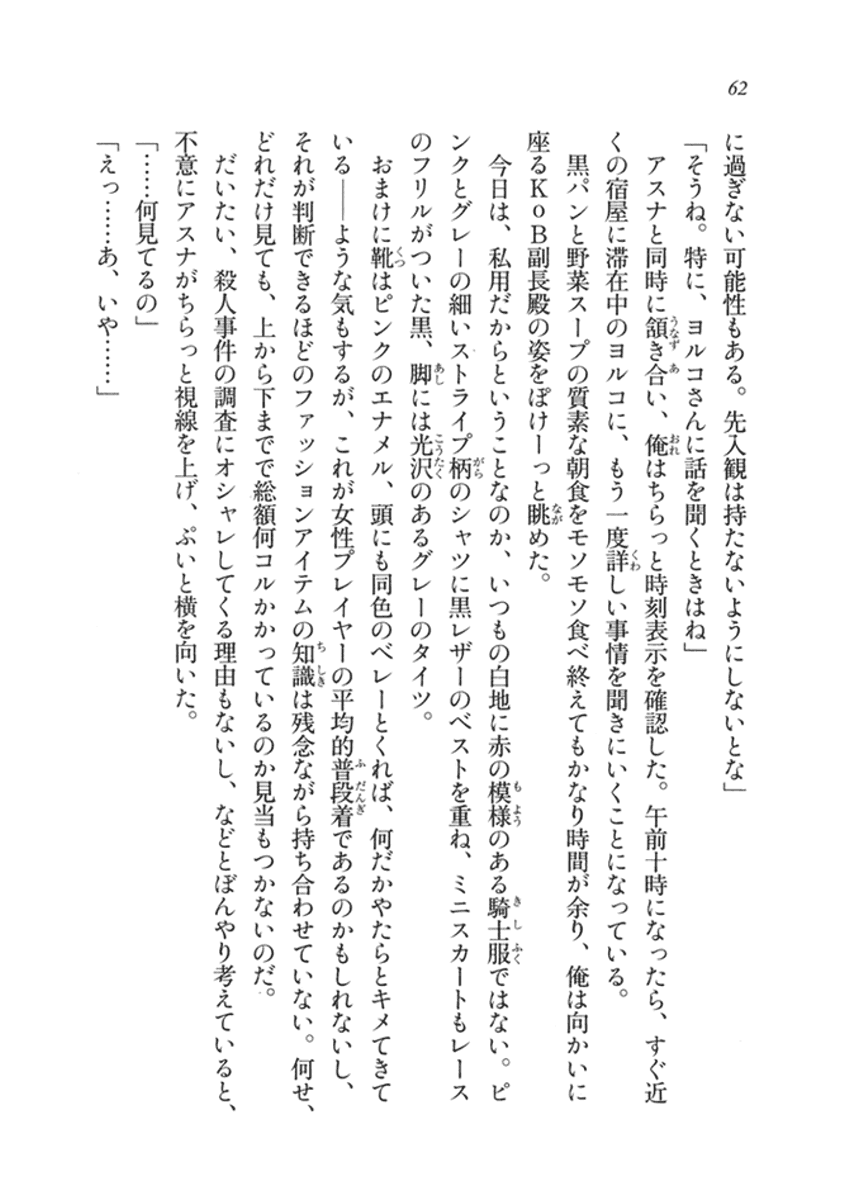 62
に過ぎない可能性もある。先入観は持たないようにしないとな」
「そうね。特に、ヨルコさんに話を聞くときはね」
アスナと同時に頷き合い、俺はちらっと時刻表示を確認した。午前十時になったら、すぐ近
くの宿屋に滞在中のヨルコに、もう一度詳しい事情を聞きにいくことになっている。
黒パンと野菜スープの質素な朝食をモソモソ食べ終えてもかなり時間が余り、俺は向かいに
座るKoB副長殿の姿をぽけーっと眺めた。
今日は、私用だからということなのか、いつもの白地に赤の模様のある騎士服ではない。ピ
ンクとグレーの細いストライプ柄のシャツに黒レザーのベストを重ね、ミニスカートもレース
のフリルがついた黒、脚には光沢のあるグレーのタイツ。
おまけに靴はピンクのエナメル、頭にも同色のベレーとくれば、何だかやたらとキメてきて
いる――ような気もするが、これが女性プレイヤーの平均的普段着であるのかもしれないし、
それが判断できるほどのファッションアイテムの知識は残念ながら持ち合わせていない。何せ、
どれだけ見ても、上から下までで総額何コルかかっているのか見当もつかないのだ。
だいたい、殺人事件の調査にオシャレしてくる理由もないし、などとぼんやり考えていると、
不意にアスナがちらっと視線を上げ、ぷいと横を向いた。
「……何見てるの」
「えっ……あ、いや……」